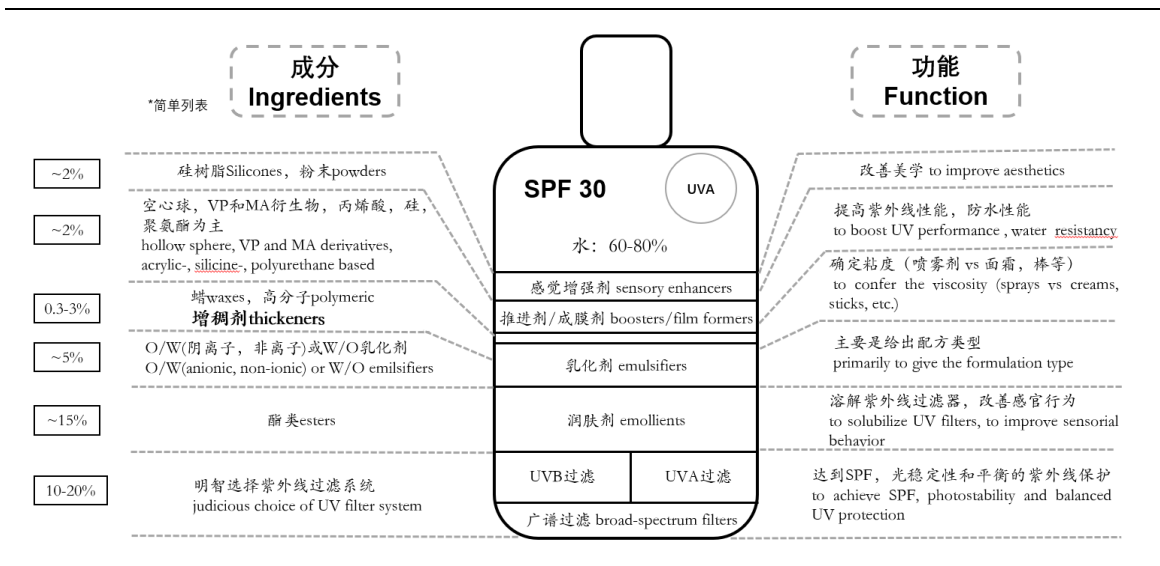 成分
Ingredients
*简单列表
功能
Function
SPF 30
UVA
水：60-80%
~2%
硅树脂Silicones，粉末powders
感觉增强剂 sensory enhancers
改善美学 to improve aesthetics
~2%
空心球，VP和MA衍生物，丙烯酸，硅，
聚氨酯为主
hollow sphere, VP and MA derivatives,
acrylic-, silicine-, polyurethane based
推进剂/成膜剂 boosters/film formers
提高紫外线性能，防水性能
to boost UV performance , water resistancy
0.3-3%
蜡waxes，高分子polymeric
增稠剂thickeners
确定粘度（喷雾剂 vs 面霜，棒等）
to confer the viscosity (sprays vs creams,
sticks, etc.)
~5%
O/W(阴离子，非离子)或W/O乳化剂
O/W(anionic, non-ionic) or W/O emilsifiers
乳化剂 emulsifiers
主要是给出配方类型
primarily to give the formulation type
~15%
酯类esters
润肤剂 emollients
溶解紫外线过滤器，改善感官行为
to solubilize UV filters, to improve sensorial
behavior
10-20%
明智选择紫外线过滤系统
judicious choice of UV filter system
UVB过滤
UVA过滤
广谱过滤 broad-spectrum filters
达到SPF，光稳定性和平衡的紫外线保护
to achieve SPF, photostability and balanced
UV protection